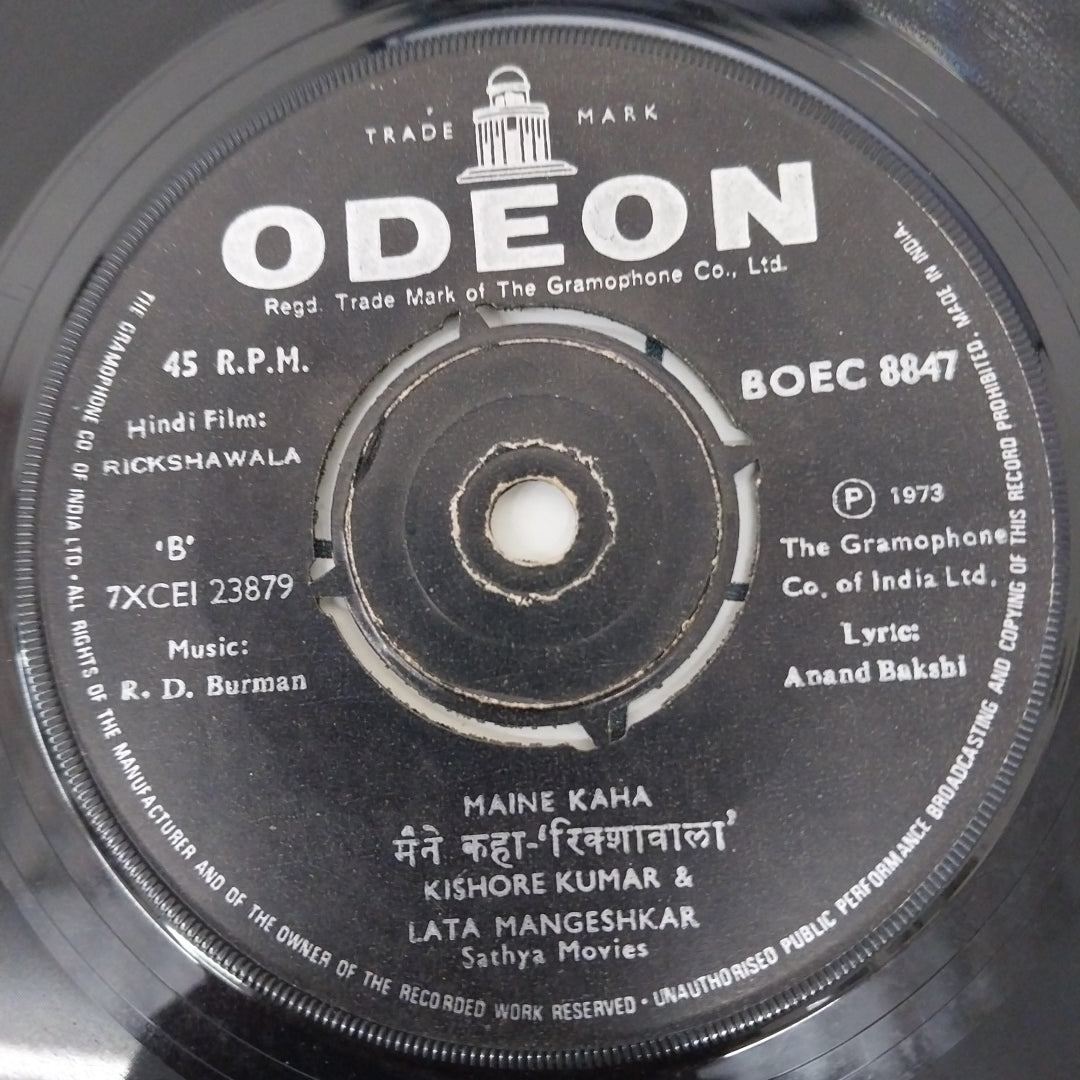 TRADE MARK
ODEON
Regd. Trade Mark of The Gramophone Co., Ltd.
45 R.P.M.
BOEC 8847
Hindi Film:
RICKSHAWALA
'B'
7XCEI 23879
Music:
R. D. Burman
Ⓟ 1973
The Gramophone
Co. of India Ltd.
Lyric:
Anand Bakshi
MAINE KAHA
मैंने कहा-'रिक्शावाला'
KISHORE KUMAR &
LATA MANGESHKAR
Sathya Movies
THE GRAMOPHONE CO. OF INDIA LTD • ALL RIGHTS OF THE MANUFACTURER AND OF THE OWNER OF THE RECORDED WORK RESERVED • UNAUTHORISED PUBLIC PERFORMANCE BROADCASTING AND COPYING OF THIS RECORD PROHIBITED. MADE IN INDIA.